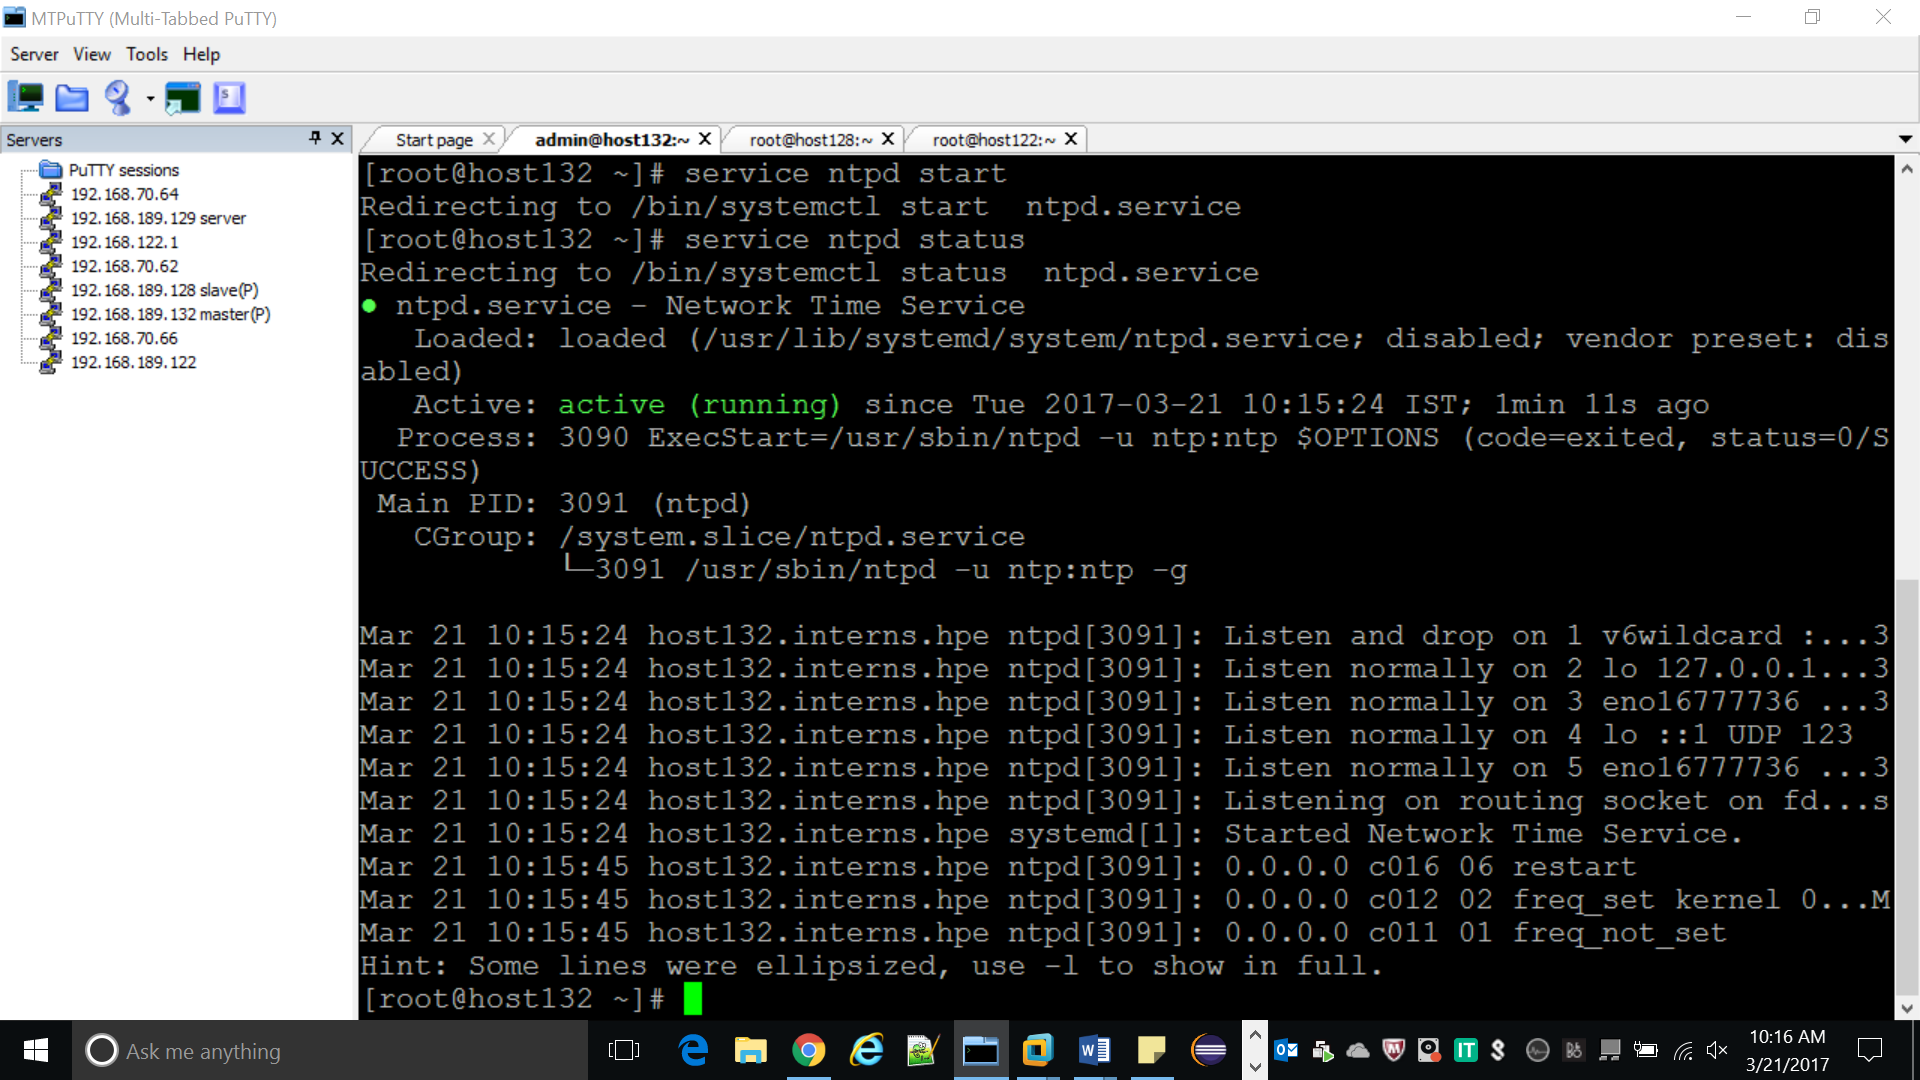 MTPuTTY (Multi-Tabbed PuTTY)
Server View Tools Help
Servers
PuTTY sessions
192.168.70.64
192.168.189.129 server
192.168.122.1
192.168.70.62
192.168.189.128 slave(P)
192.168.189.132 master(P)
192.168.70.66
192.168.189.122
Start page admin@host132:~ root@host128:~ root@host122:~
[root@host132 ~]# service ntpd start
Redirecting to /bin/systemctl start  ntpd.service
[root@host132 ~]# service ntpd status
Redirecting to /bin/systemctl status  ntpd.service
● ntpd.service - Network Time Service
Loaded: loaded (/usr/lib/systemd/system/ntpd.service; disabled; vendor preset: dis
abled)
Active: active (running) since Tue 2017-03-21 10:15:24 IST; 1min 11s ago
Process: 3090 ExecStart=/usr/sbin/ntpd -u ntp:ntp $OPTIONS (code=exited, status=0/S
UCCESS)
Main PID: 3091 (ntpd)
CGroup: /system.slice/ntpd.service
└─3091 /usr/sbin/ntpd -u ntp:ntp -g
Mar 21 10:15:24 host132.interns.hpe ntpd[3091]: Listen and drop on 1 v6wildcard :...3
Mar 21 10:15:24 host132.interns.hpe ntpd[3091]: Listen normally on 2 lo 127.0.0.1...3
Mar 21 10:15:24 host132.interns.hpe ntpd[3091]: Listen normally on 3 eno16777736 ...3
Mar 21 10:15:24 host132.interns.hpe ntpd[3091]: Listen normally on 4 lo ::1 UDP 123
Mar 21 10:15:24 host132.interns.hpe ntpd[3091]: Listen normally on 5 eno16777736 ...3
Mar 21 10:15:24 host132.interns.hpe ntpd[3091]: Listening on routing socket on fd...s
Mar 21 10:15:24 host132.interns.hpe systemd[1]: Started Network Time Service.
Mar 21 10:15:45 host132.interns.hpe ntpd[3091]: 0.0.0.0 c016 06 restart
Mar 21 10:15:45 host132.interns.hpe ntpd[3091]: 0.0.0.0 c012 02 freq_set kernel 0...M
Mar 21 10:15:45 host132.interns.hpe ntpd[3091]: 0.0.0.0 c011 01 freq_not_set
Hint: Some lines were ellipsized, use -l to show in full.
[root@host132 ~]#
Ask me anything
10:16 AM
3/21/2017